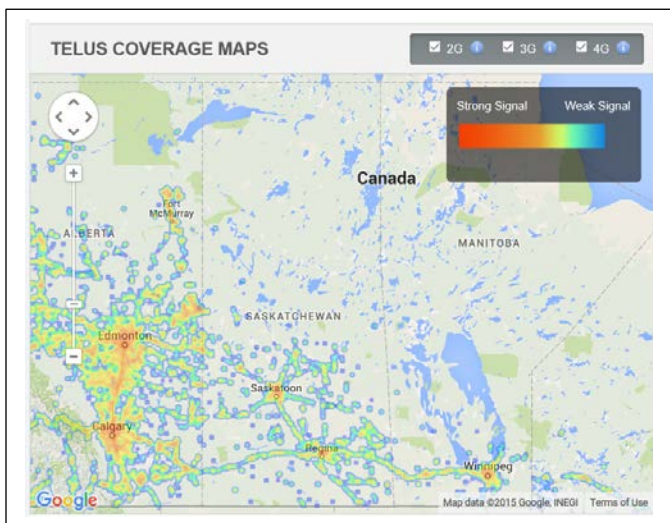 TELUS COVERAGE MAPS
2G 3G 4G
Strong Signal Weak Signal
Canada
Fort
McMurray
ALBERTA
MANITOBA
SASKATCHEWAN
Edmonton
Saskatoon
Calgary
Regina
Winnipeg
Google
Map data ©2015 Google, INEGI Terms of Use